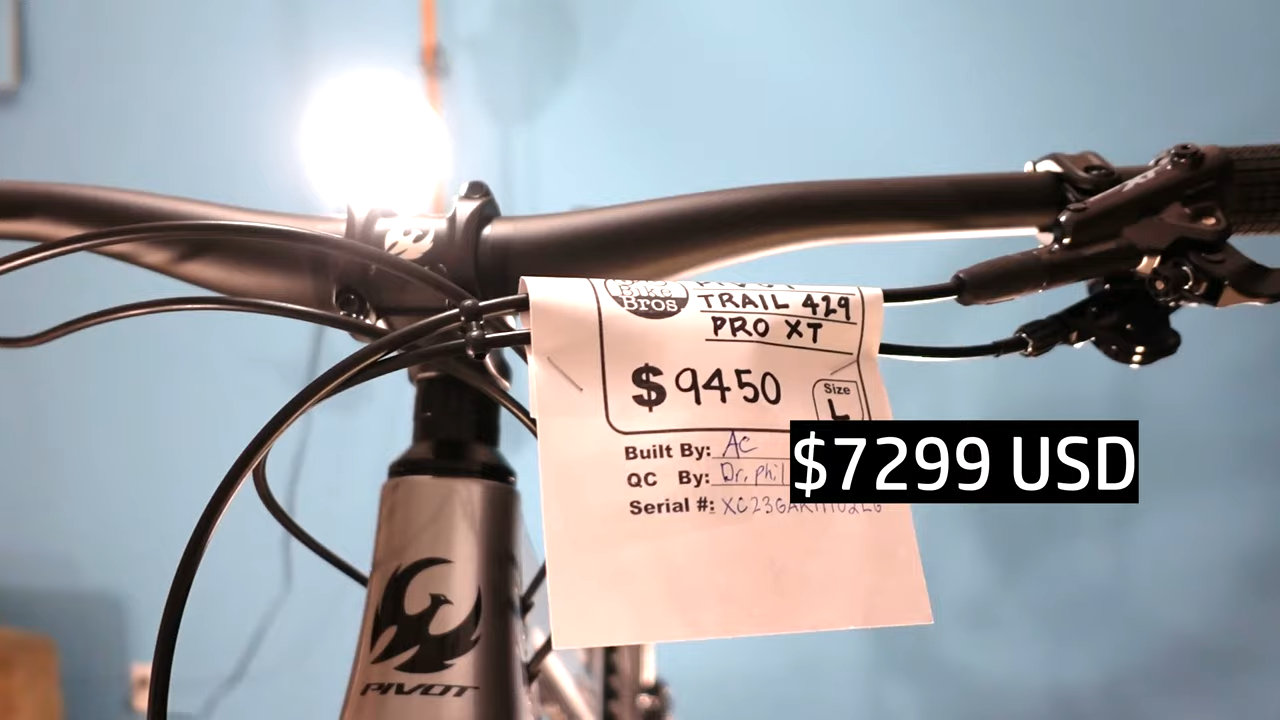 Bike
Bros
TRAIL 429
PRO XT
$9450
Size
L
Built By: AC
QC By: Dr. Phil
Serial #:
$7299 USD
PIVOT